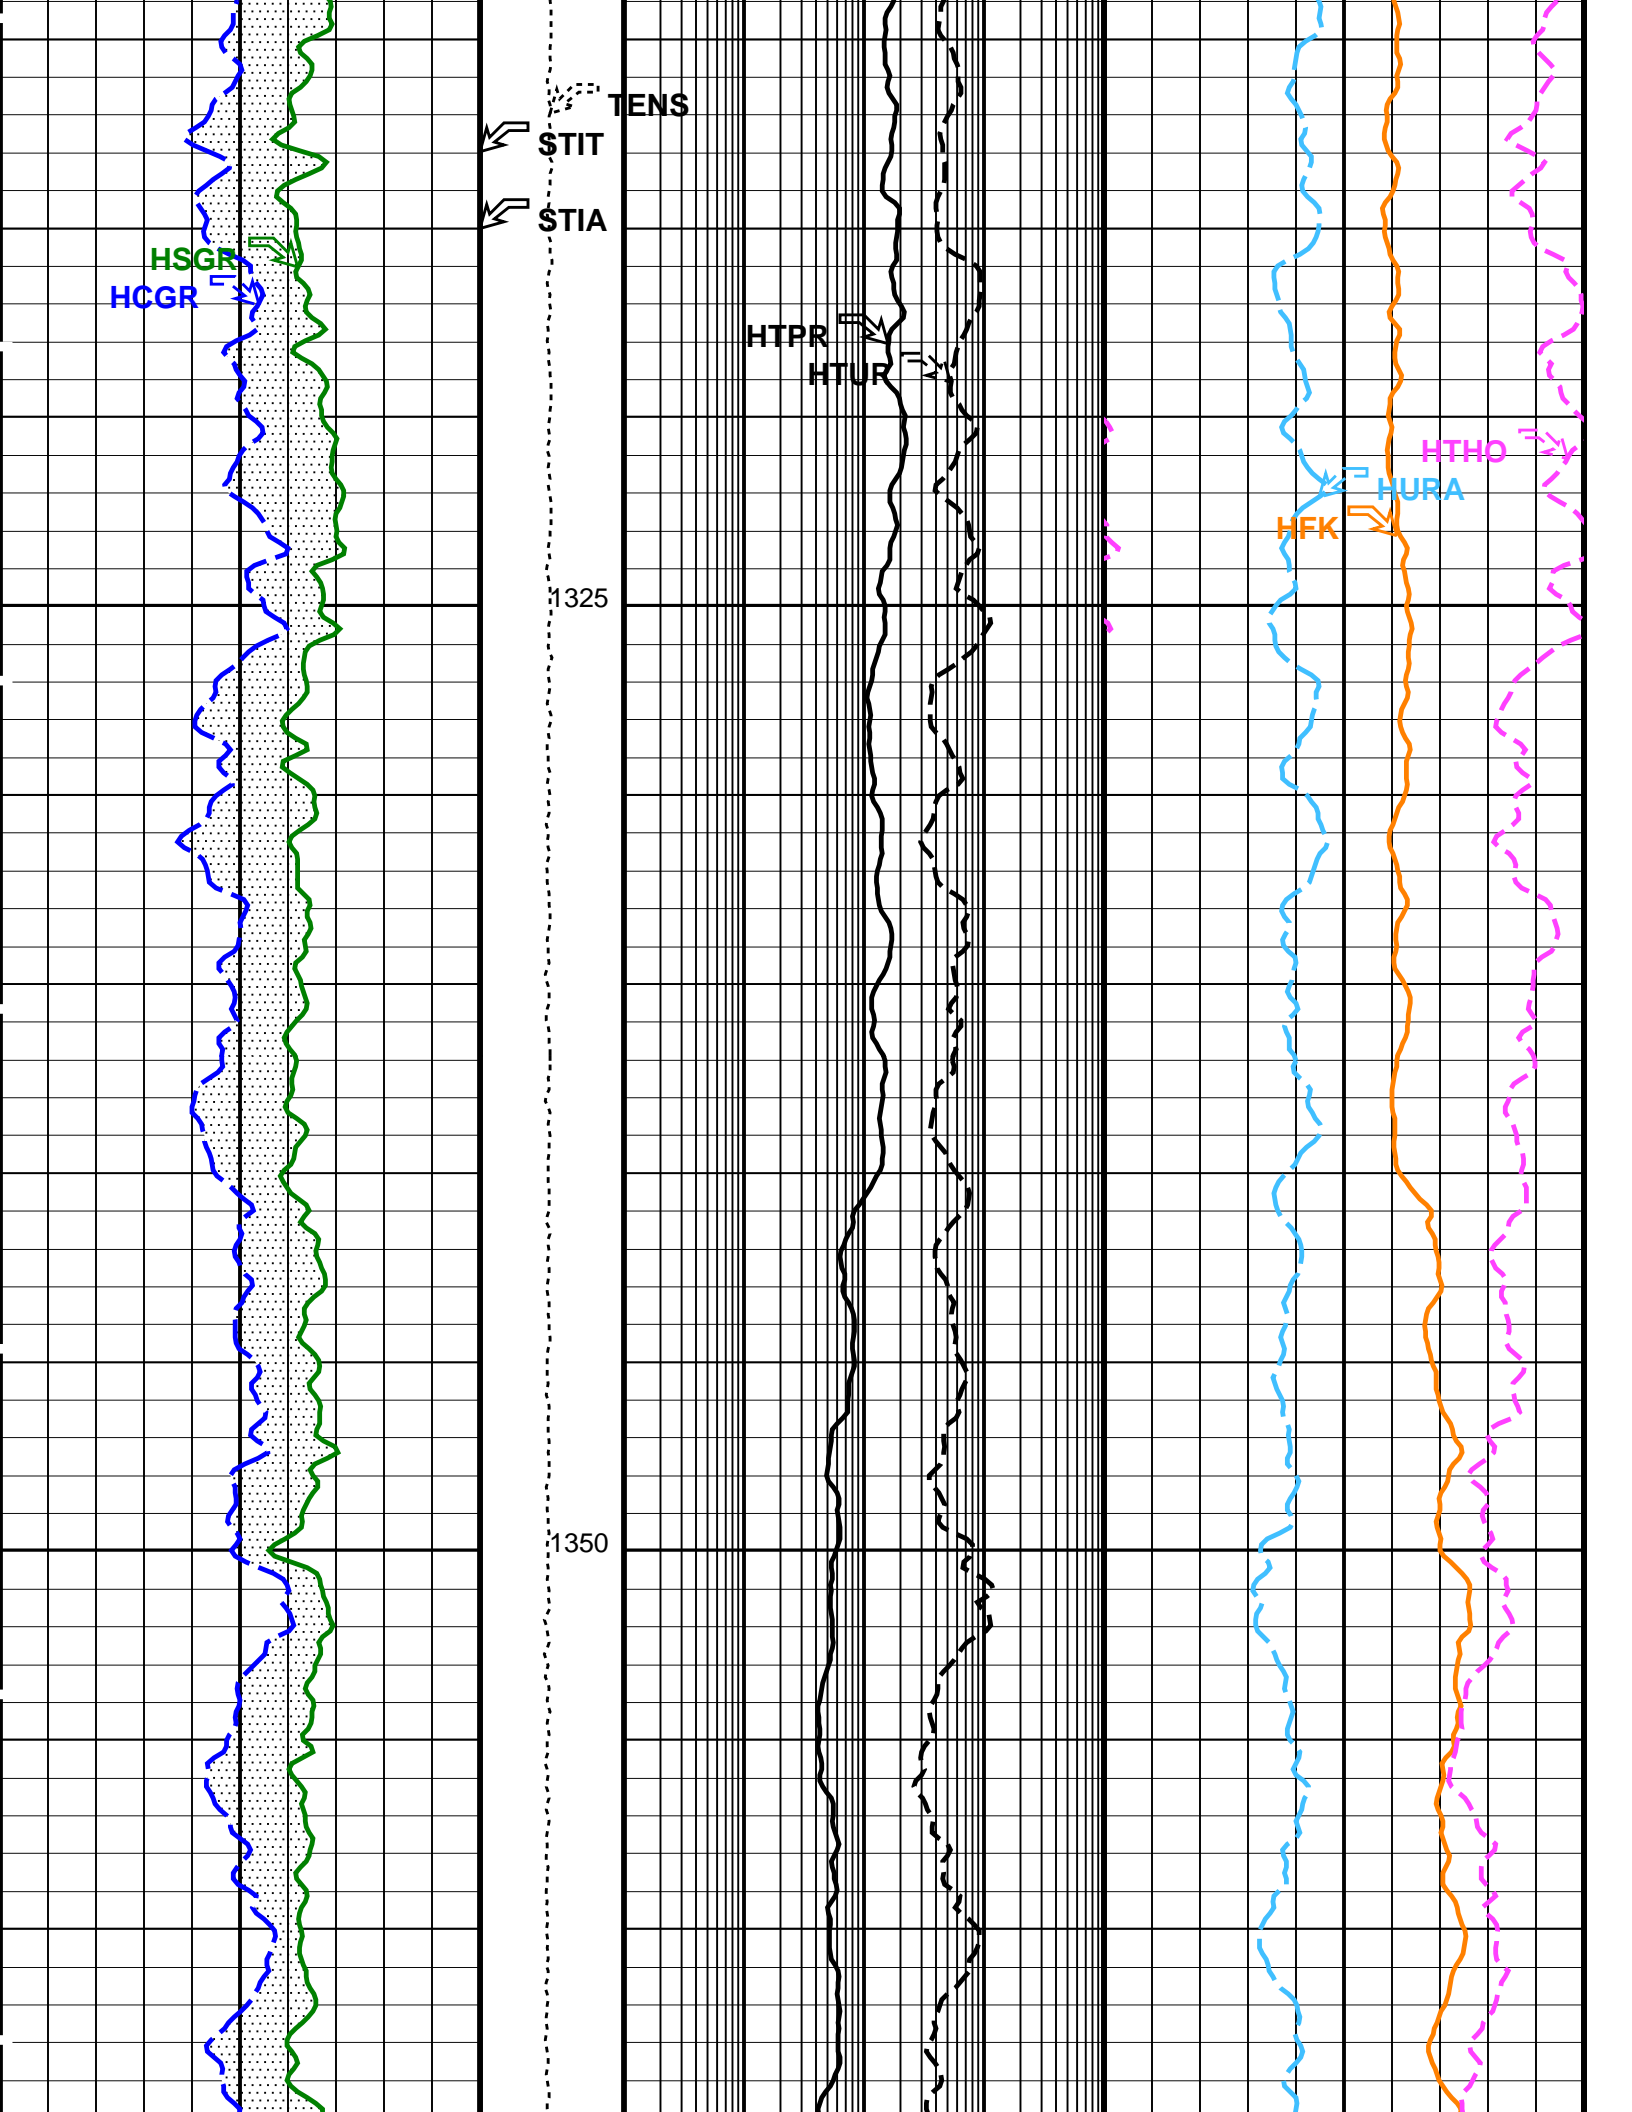 TENS
STIT
STIA
HSGR
HCGR
HTPR
HTUR
HTHO
HURA
HFK
1325
1350